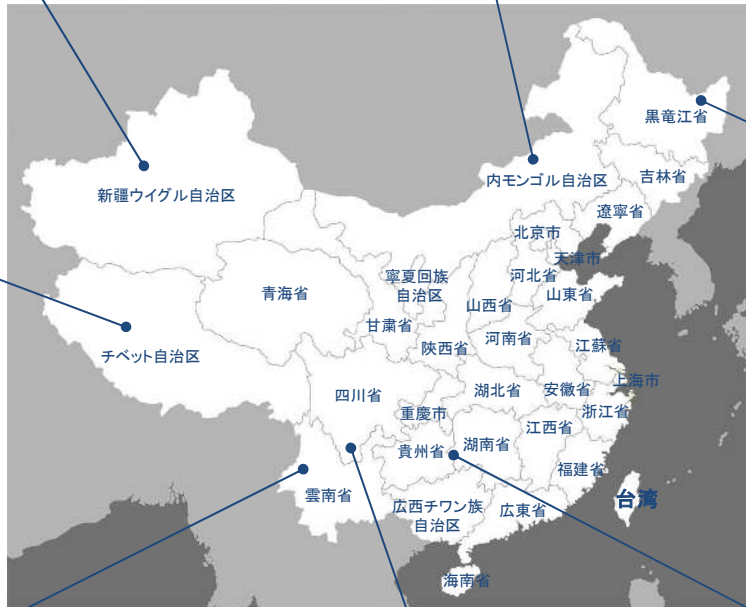 黒竜江省
新疆ウイグル自治区
内モンゴル自治区
吉林省
遼寧省
北京市
天津市
青海省
寧夏回族
自治区
河北省
山東省
山西省
甘粛省
チベット自治区
陝西省
河南省
江蘇省
四川省
湖北省
安徽省
上海市
重慶市
浙江省
江西省
貴州省
湖南省
福建省
雲南省
広西チワン族
自治区
広東省
台湾
海南省